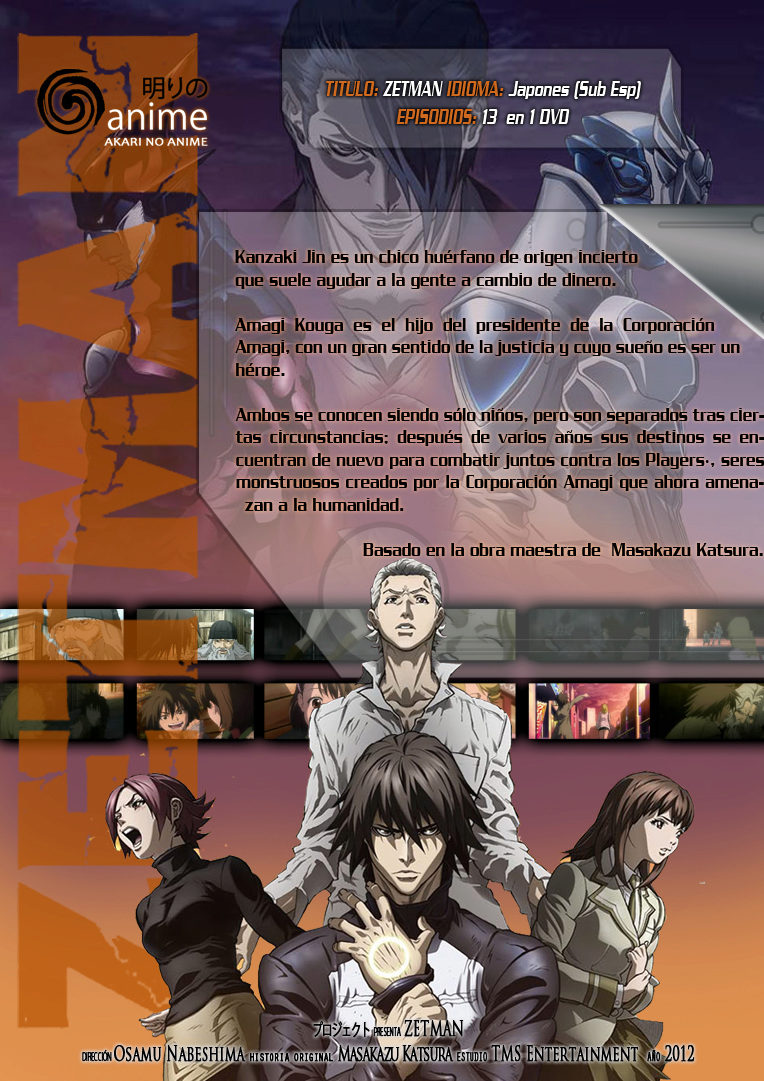 明りの
anime
AKARI NO ANIME
TITULO: ZETMAN IDIOMA: Japones (Sub Esp)
EPISODIOS: 13 en 1 DVD
ZETMAN
Kanzaki Jin es un chico huérfano de origen incierto
que suele ayudar a la gente a cambio de dinero.
Amagi Kouga es el hijo del presidente de la Corporación
Amagi, con un gran sentido de la justicia y cuyo sueño es ser un
héroe.
Ambos se conocen siendo sólo niños, pero son separados tras cier-
tas circunstancias; después de varios años sus destinos se en-
cuentran de nuevo para combatir juntos contra los Players·, seres
monstruosos creados por la Corporación Amagi que ahora amena-
zan a la humanidad.
Basado en la obra maestra de Masakazu Katsura.
プロジェクト PRESENTA ZETMAN
DIRECCIÓN OSAMU NABESHIMA HISTORIA ORIGINAL MASAKAZU KATSURA ESTUDIO TMS ENTERTAINMENT AÑO 2012